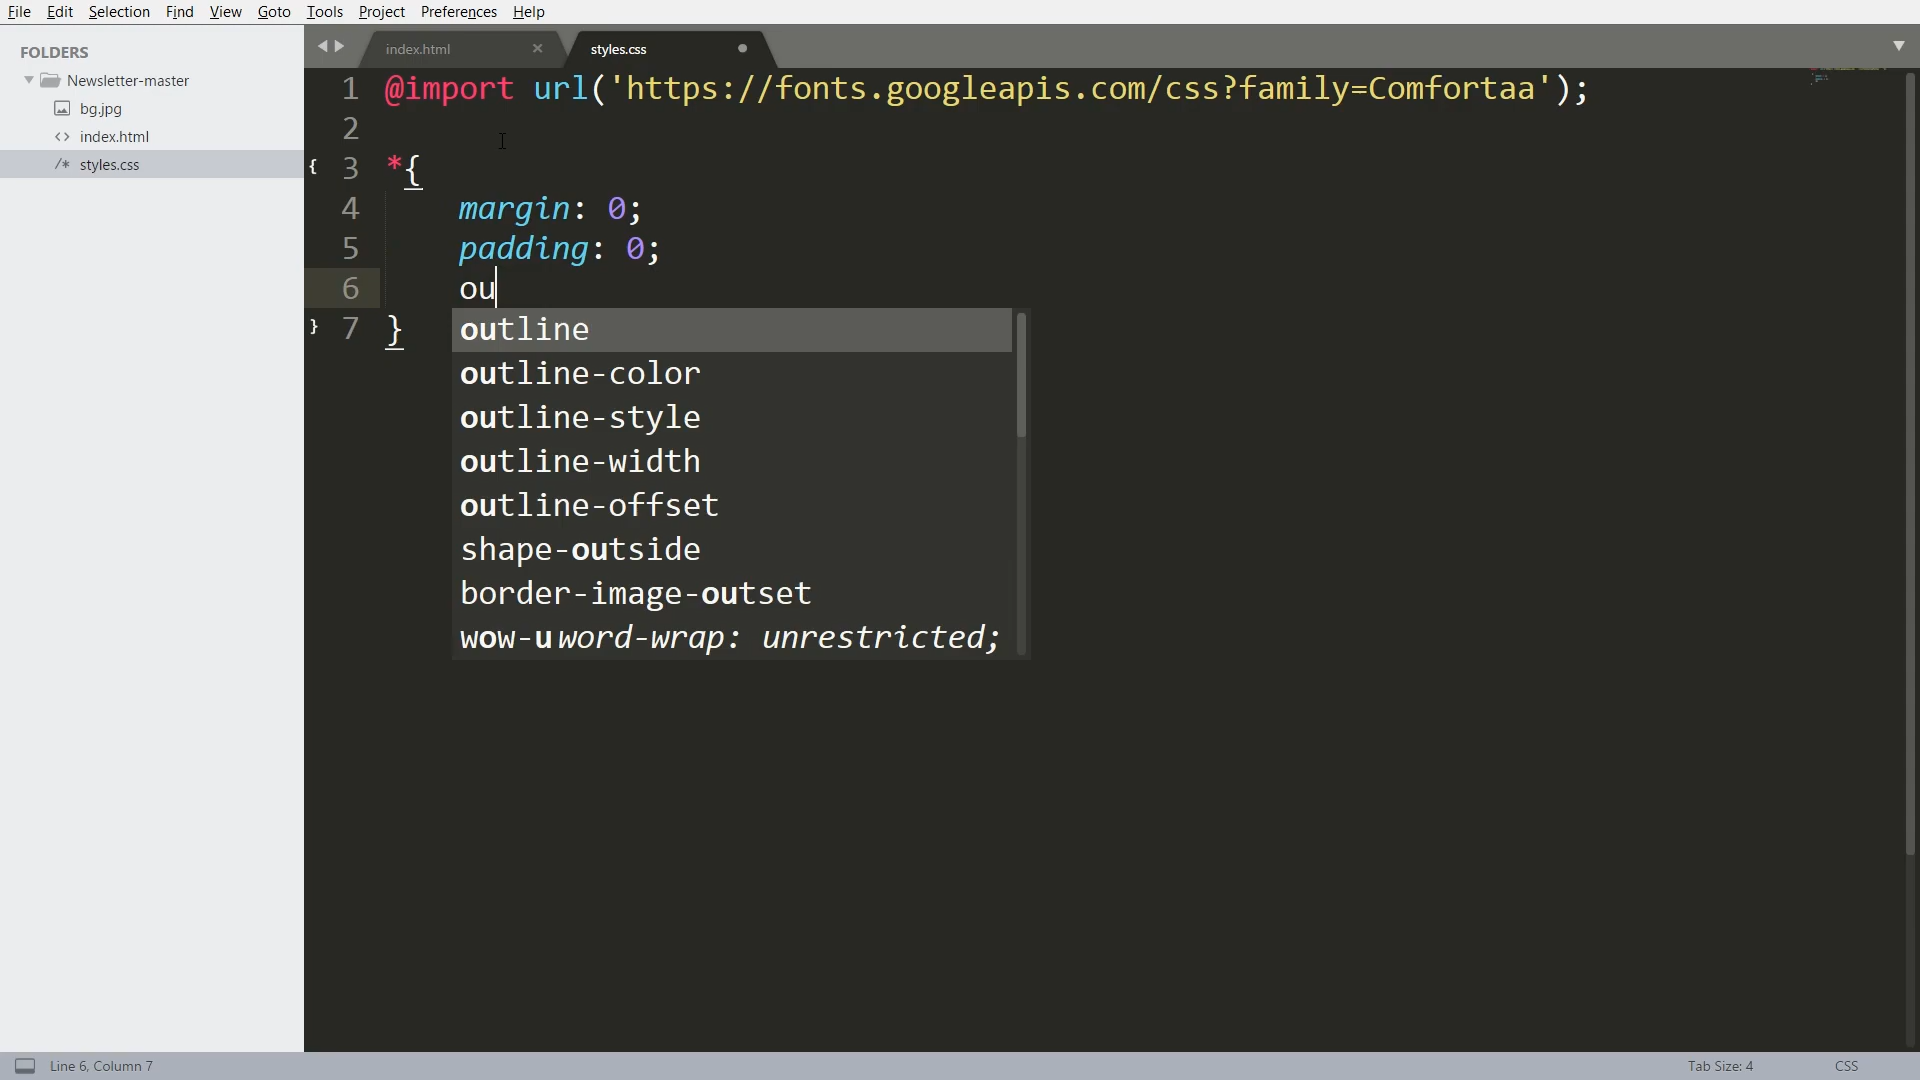 File Edit Selection Find View Goto Tools Project Preferences Help
FOLDERS
Newsletter-master
bg.jpg
<> index.html
/* styles.css
index.html
styles.css
1 @import url('https://fonts.googleapis.com/css?family=Comfortaa');
2
{ 3 *{
4 margin: 0;
5 padding: 0;
6 ou
} 7 }
outline
outline-color
outline-style
outline-width
outline-offset
shape-outside
border-image-outset
wow-u word-wrap: unrestricted;
Line 6, Column 7
Tab Size: 4
CSS